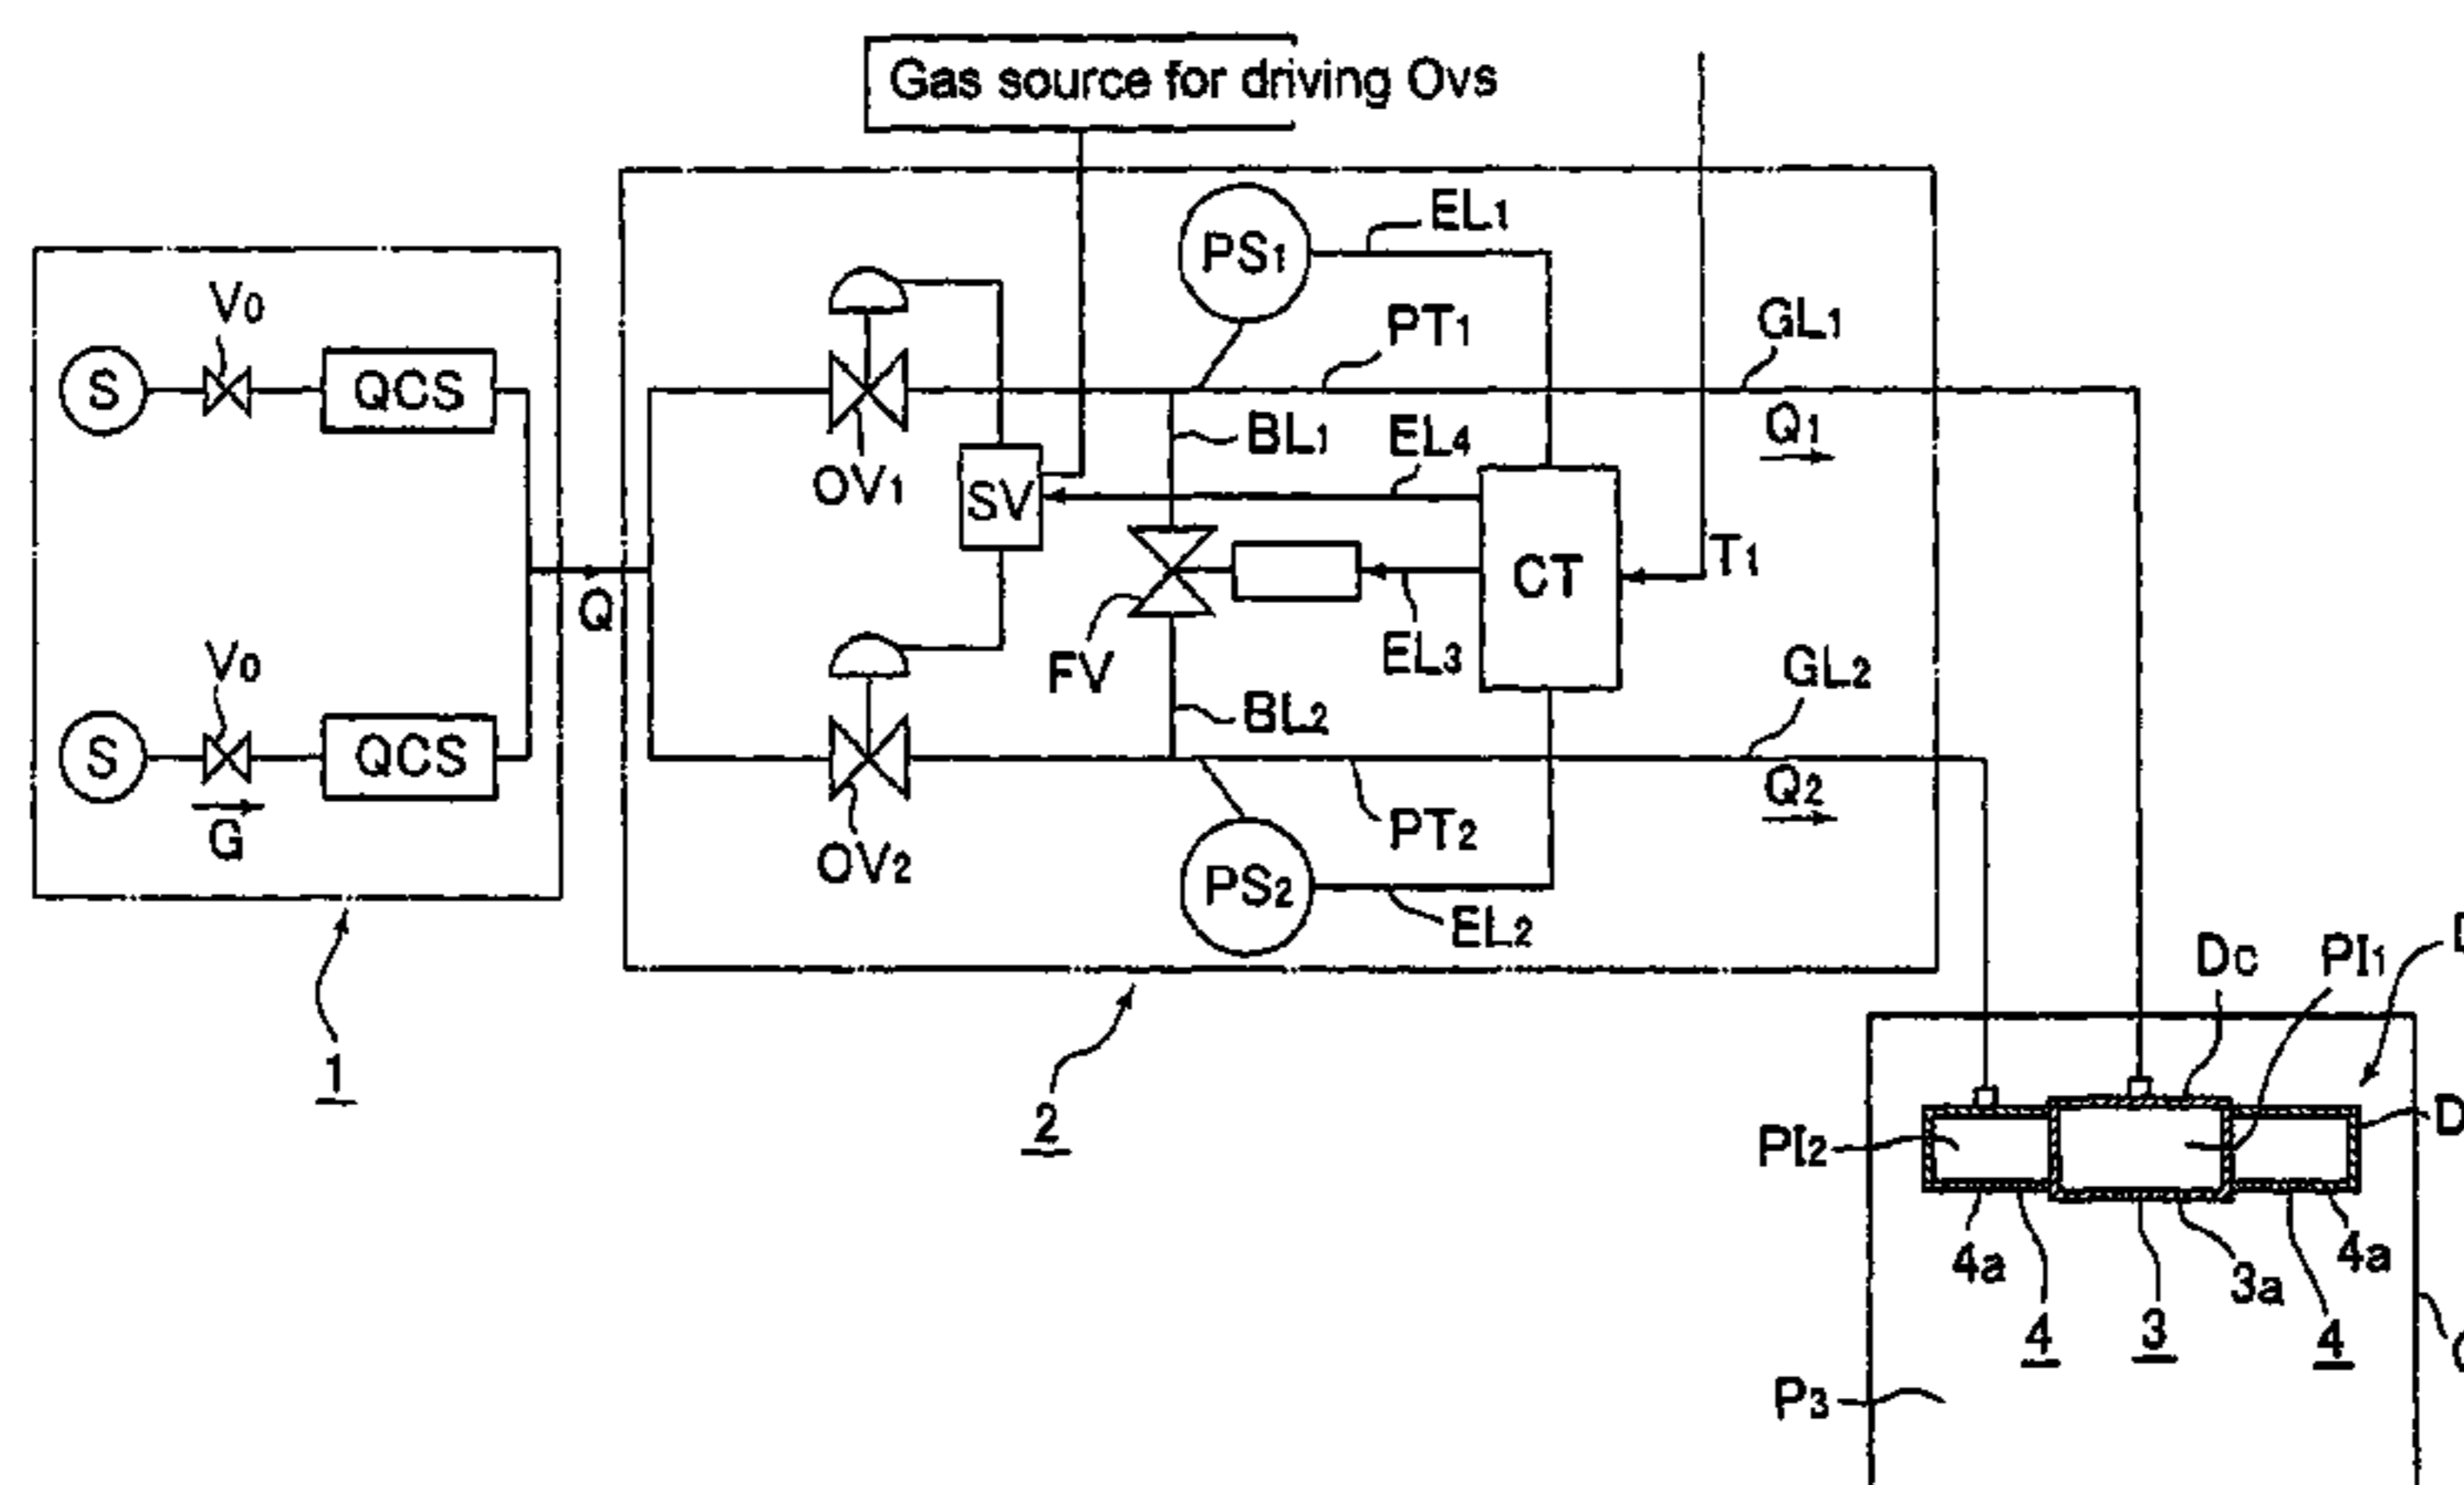 Gas source for driving Ovs
PS1
EL1
V0
PT1
GL1
S
QCS
Q1
BL1
EL4
OV1
SV
T1
CT
Q
FV
EL3
V0
GL2
BL2
S
QCS
Q2
G
PT2
OV2
PS2
EL2
DC
PI1
1
2
D
PI2
4a
4a
3a
4
3
4
P3